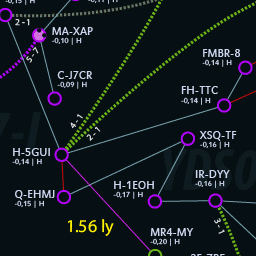 2 - 1
MA-XAP
-0,10 | H
5 - 7
C-J7CR
-0,09 | H
FMBR-8
-0,14 | H
FH-TTC
-0,14 | H
4 - 1
2 - 1
XSQ-TF
-0,16 | H
H-5GUI
-0,14 | H
IR-DYY
-0,16 | H
H-1EOH
-0,17 | H
Q-EHMJ
-0,15 | H
1.56 ly
MR4-MY
-0,20 | H
3 - 1